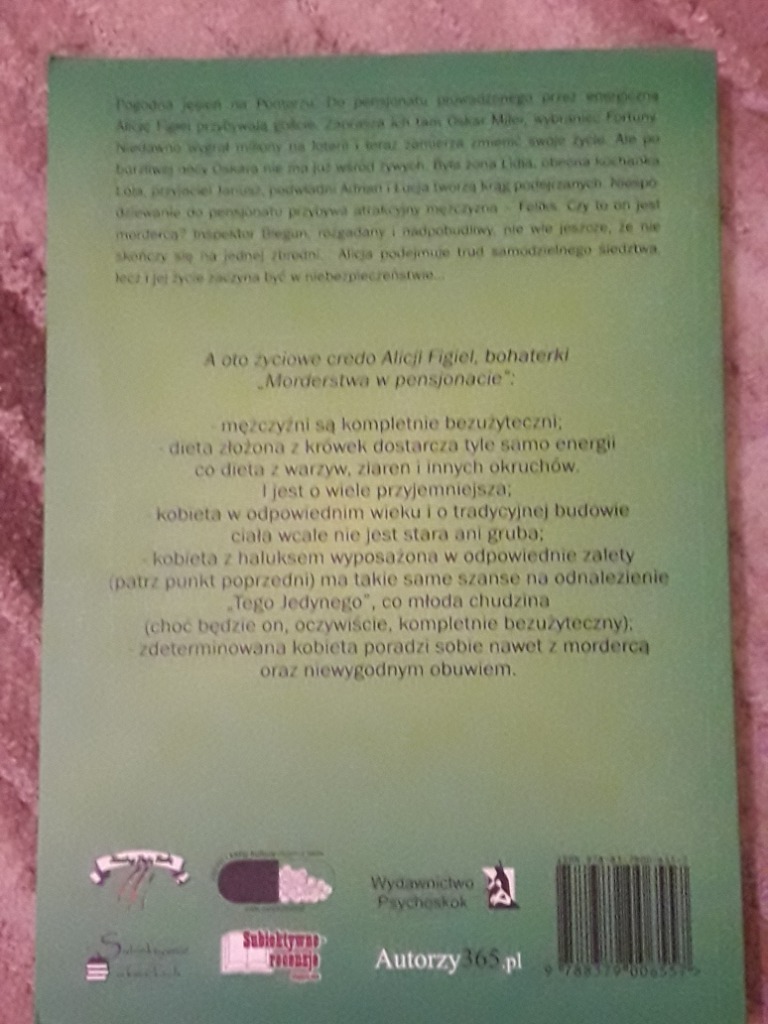 Pogodna jesień na Pomorzu. Do pensjonatu prowadzonego przez energiczną
Alicję Figiel przybywają goście. Zaprasza ich tam Oskar Miler, wybraniec Fortuny.
Niedawno wygrał miliony na loterii i teraz zamierza zmienić swoje życie. Ale po
burzliwej nocy Oskara nie ma już wśród żywych. Była żona Lidia, obecna kochanka
Lola, przyjaciel Janusz, podwładni Adrian i Łucja tworzą krąg podejrzanych. Niespo
dziewanie do pensjonatu przybywa atrakcyjny mężczyzna – Feliks. Czy to on jest
mordercą? Inspektor Biegun, rozgadany i nadpobudliwy, nie wie jeszcze, że nie
skończy się na jednej zbrodni... Alicja podejmuje trud samodzielnego śledztwa,
lecz i jej życie zaczyna być w niebezpieczeństwie...
A oto życiowe credo Alicji Figiel, bohaterki
„Morderstwa w pensjonacie":
- mężczyźni są kompletnie bezużyteczni;
- dieta złożona z krówek dostarcza tyle samo energii
co dieta z warzyw, ziaren i innych okruchów.
I jest o wiele przyjemniejsza;
- kobieta w odpowiednim wieku i o tradycyjnej budowie
ciała wcale nie jest stara ani gruba;
- kobieta z haluksem wyposażona w odpowiednie zalety
(patrz punkt poprzedni) ma takie same szanse na odnalezienie
„Tego Jedynego", co młoda chudzina
(choć będzie on, oczywiście, kompletnie bezużyteczny);
- zdeterminowana kobieta poradzi sobie nawet z mordercą
oraz niewygodnym obuwiem.
Wydawnictwo
Psychoskok
Subiektywne
recenzje
Autorzy365.pl